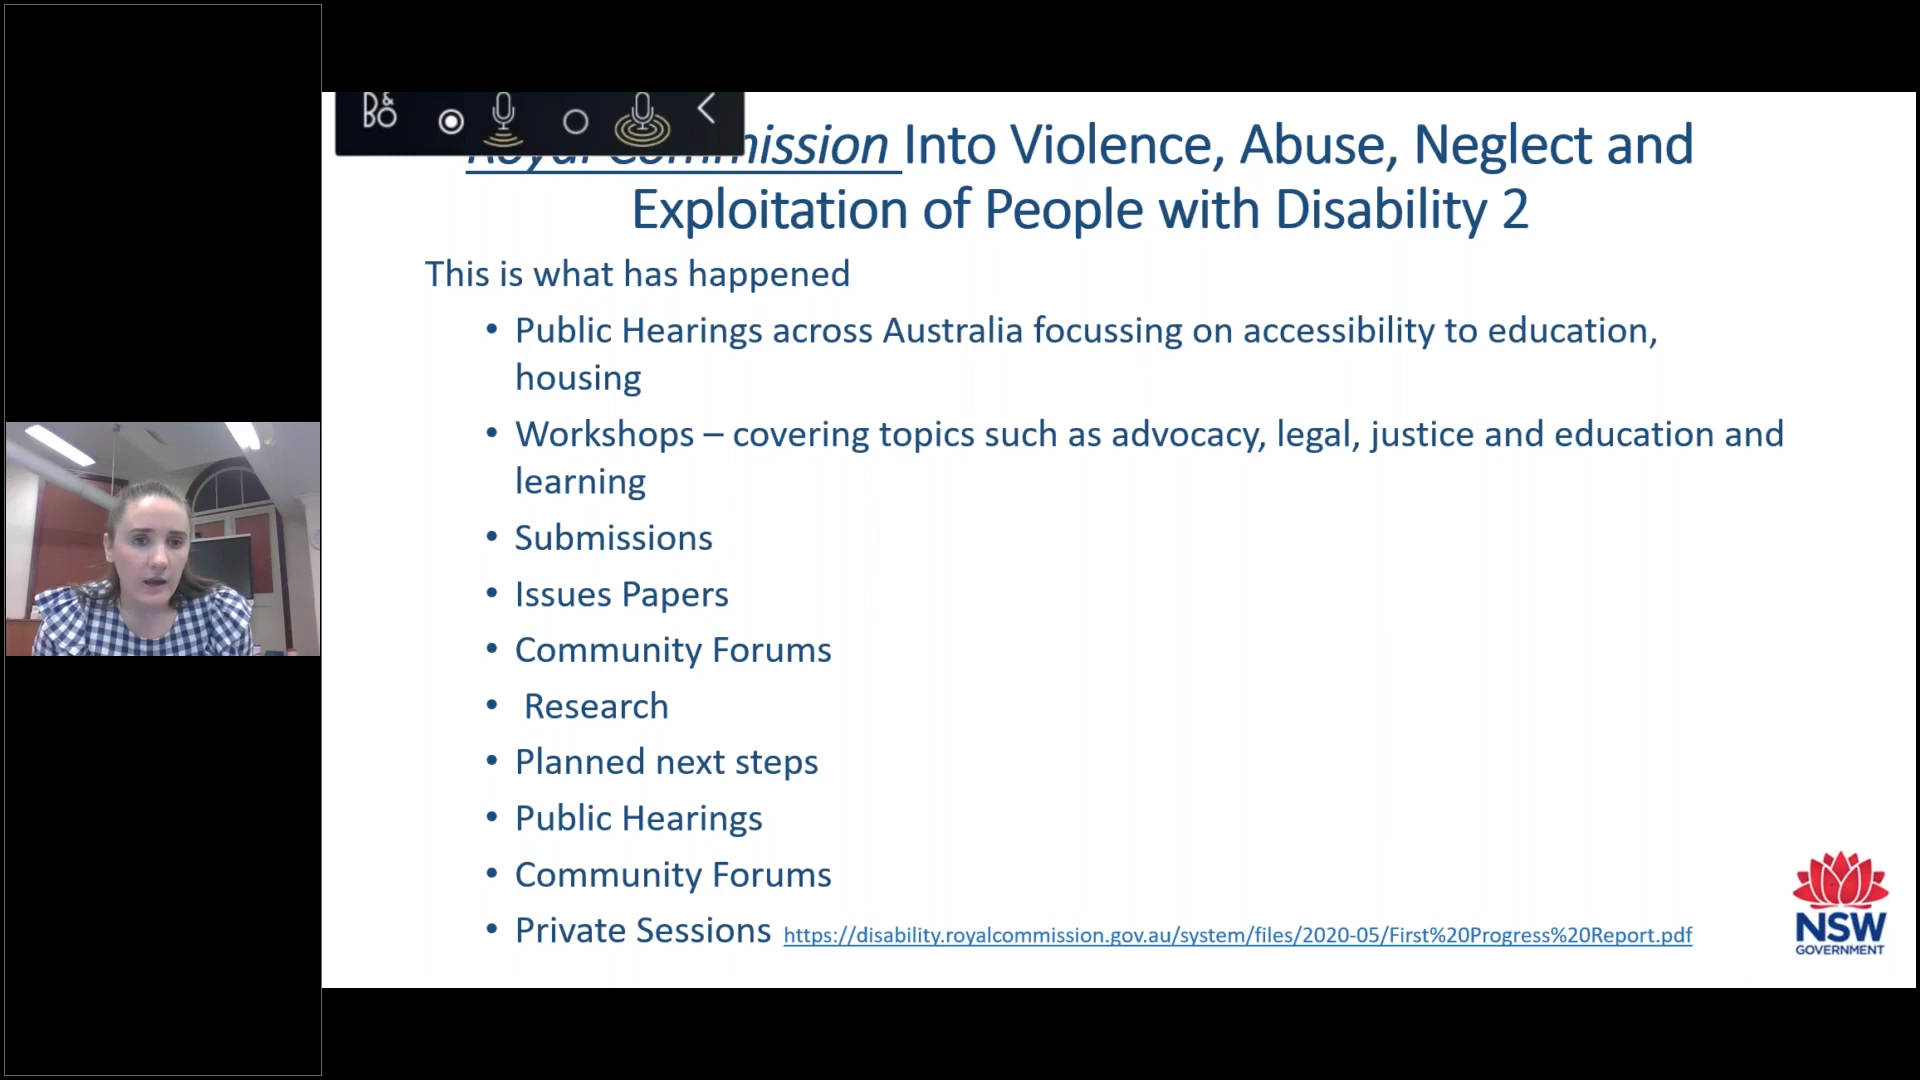 B&O
Royal Commission Into Violence, Abuse, Neglect and
Exploitation of People with Disability 2
This is what has happened
• Public Hearings across Australia focussing on accessibility to education,
housing
• Workshops – covering topics such as advocacy, legal, justice and education and
learning
• Submissions
• Issues Papers
• Community Forums
• Research
• Planned next steps
• Public Hearings
• Community Forums
• Private Sessions https://disability.royalcommission.gov.au/system/files/2020-05/First%20Progress%20Report.pdf
NSW
GOVERNMENT